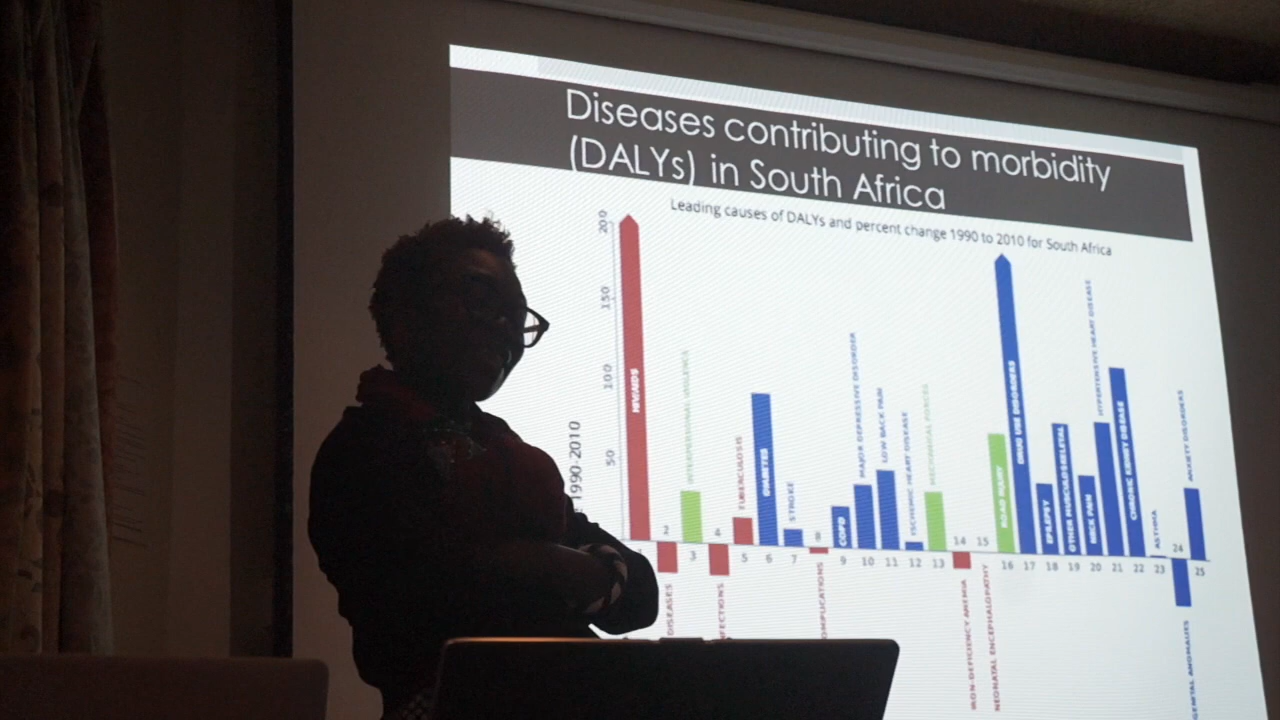 Diseases contributing to morbidity
(DALYs) in South Africa
Leading causes of DALYs and percent change 1990 to 2010 for South Africa
200
150
100
50
1990-2010
HIV/AIDS
2
DISEASES
INTERPERSONAL VIOLENCE
3
4
TUBERCULOSIS
5
DIABETES
6
STROKE
7
8
COPD
9
MAJOR DEPRESSIVE DISORDER
10
LOW BACK PAIN
11
ISCHEMIC HEART DISEASE
12
MECHANICAL FORCES
13
14
IRON-DEFICIENCY ANEMIA
15
NEONATAL ENCEPHALOPATHY
ROAD INJURY
16
DRUG USE DISORDERS
17
EPILEPSY
18
OTHER MUSCULOSKELETAL
19
NECK PAIN
20
HYPERTENSIVE HEART DISEASE
21
CHRONIC KIDNEY DISEASE
22
ASTHMA
23
24
ANOMALIES
ANXIETY DISORDERS
25